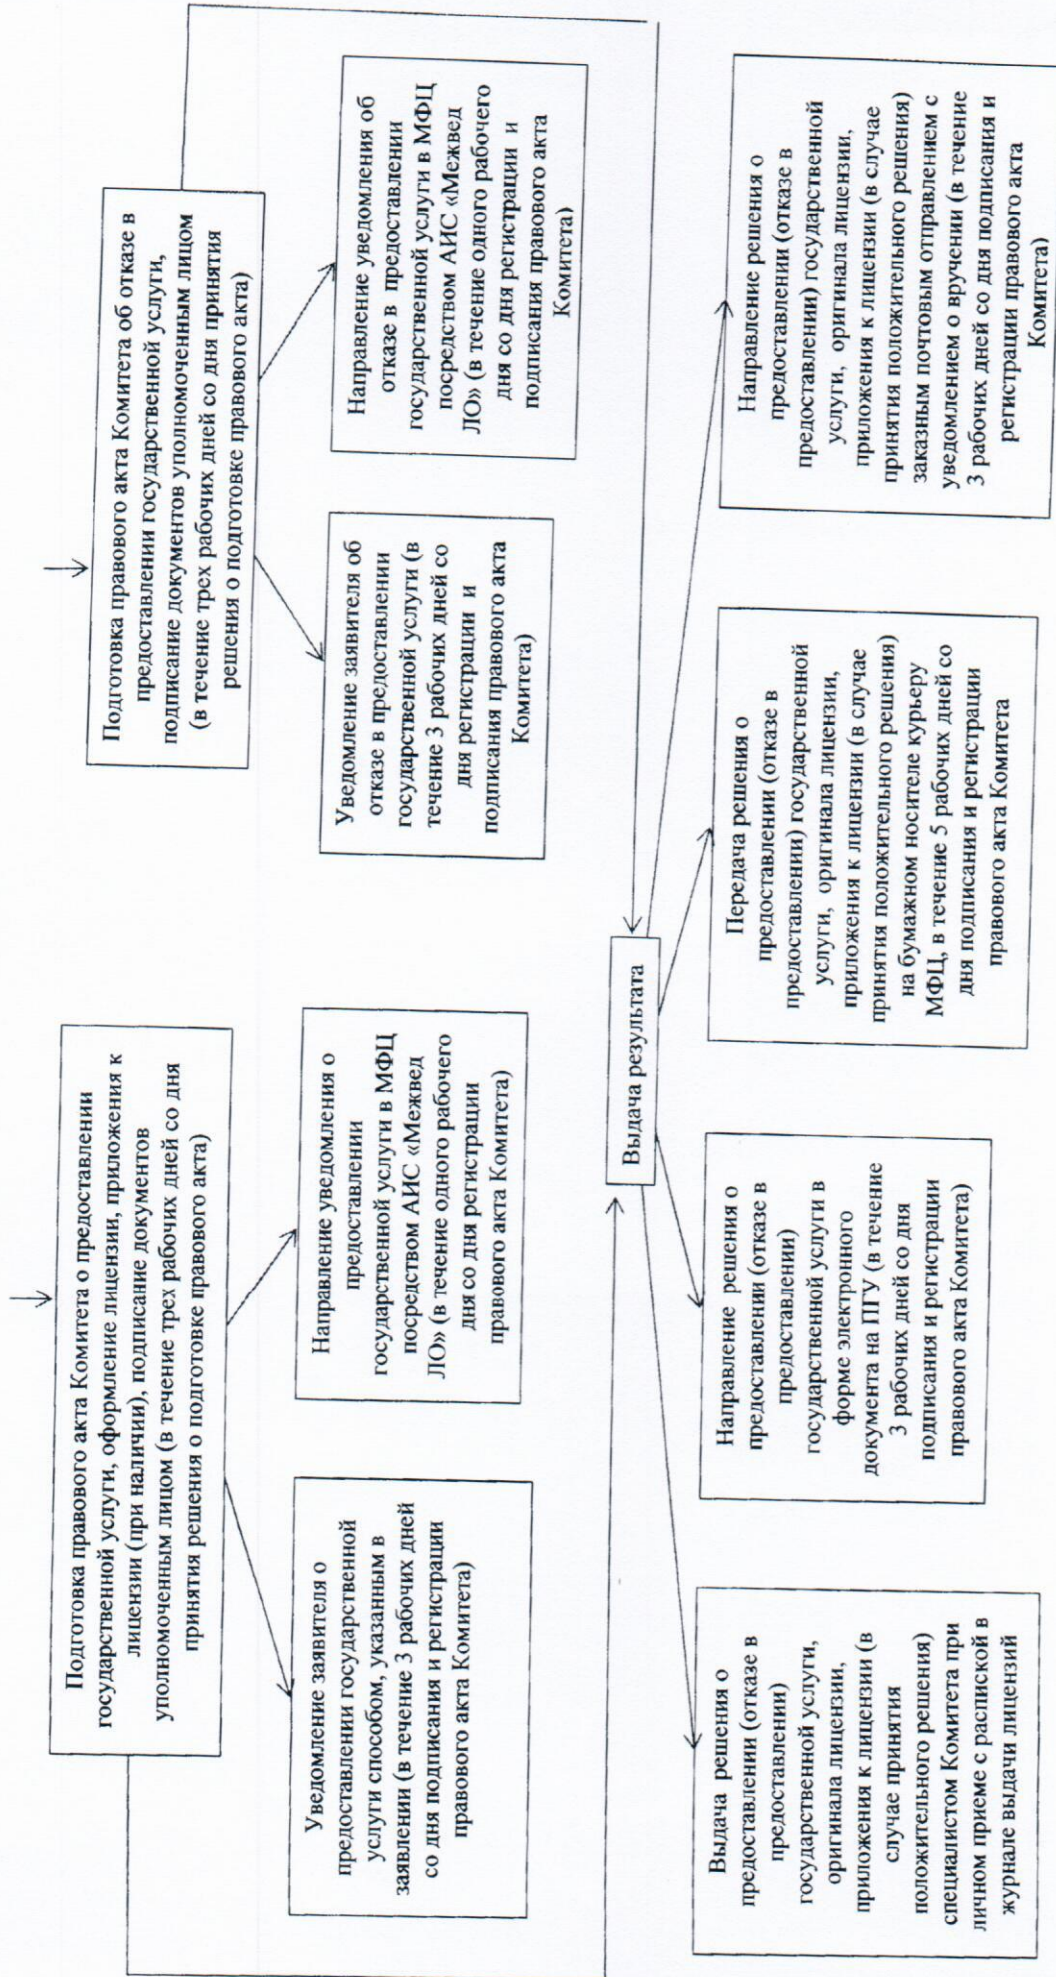 Подготовка правового акта Комитета о предоставлении
государственной услуги, оформление лицензии, приложения к
лицензии (при наличии), подписание документов
уполномоченным лицом (в течение трех рабочих дней со дня
принятия решения о подготовке правового акта)
Подготовка правового акта Комитета об отказе в
предоставлении государственной услуги,
подписание документов уполномоченным лицом
(в течение трех рабочих дней со дня принятия
решения о подготовке правового акта)
Уведомление заявителя о
предоставлении государственной
услуги способом, указанным в
заявлении (в течение 3 рабочих дней
со дня подписания и регистрации
правового акта Комитета)
Направление уведомления о
предоставлении
государственной услуги в МФЦ
посредством АИС «Межвед
ЛО» (в течение одного рабочего
дня со дня регистрации
правового акта Комитета)
Уведомление заявителя об
отказе в предоставлении
государственной услуги (в
течение 3 рабочих дней со
дня регистрации и
подписания правового акта
Комитета)
Направление уведомления об
отказе в предоставлении
государственной услуги в МФЦ
посредством АИС «Межвед
ЛО» (в течение одного рабочего
дня со дня регистрации и
подписания правового акта
Комитета)
Выдача результата
Выдача решения о
предоставлении (отказе в
предоставлении)
государственной услуги,
оригинала лицензии,
приложения к лицензии (в
случае принятия
положительного решения)
специалистом Комитета при
личном приеме с распиской в
журнале выдачи лицензий
Направление решения о
предоставлении (отказе в
предоставлении)
государственной услуги в
форме электронного
документа на ПГУ (в течение
3 рабочих дней со дня
подписания и регистрации
правового акта Комитета)
Передача решения о
предоставлении (отказе в
предоставлении) государственной
услуги, оригинала лицензии,
приложения к лицензии (в случае
принятия положительного решения)
на бумажном носителе курьеру
МФЦ, в течение 5 рабочих дней со
дня подписания и регистрации
правового акта Комитета
Направление решения о
предоставлении (отказе в
предоставлении) государственной
услуги, оригинала лицензии,
приложения к лицензии (в случае
принятия положительного решения)
заказным почтовым отправлением с
уведомлением о вручении (в течение
3 рабочих дней со дня подписания и
регистрации правового акта
Комитета)